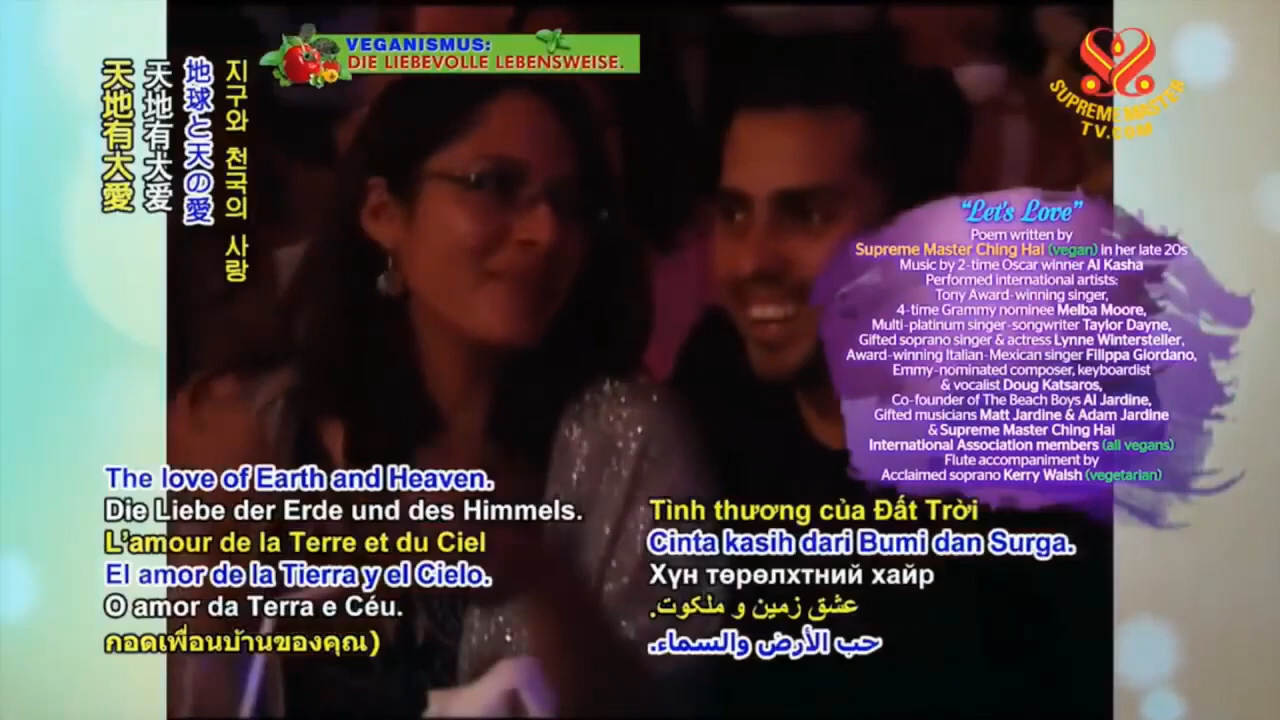 VEGANISMUS:
DIE LIEBEVOLLE LEBENSWEISE.
SUPREME MASTER
TV.COM
지구와 천국의 사랑
地球と天の愛
天地有大爱
天地有大愛
"Let's Love"
Poem written by
Supreme Master Ching Hai (vegan) in her late 20s
Music by 2-time Oscar winner Al Kasha
Performed international artists:
Tony Award-winning singer,
4-time Grammy nominee Melba Moore,
Multi-platinum singer-songwriter Taylor Dayne,
Gifted soprano singer & actress Lynne Wintersteller,
Award-winning Italian-Mexican singer Filippa Giordano,
Emmy-nominated composer, keyboardist
& vocalist Doug Katsaros,
Co-founder of The Beach Boys Al Jardine,
Gifted musicians Matt Jardine & Adam Jardine
& Supreme Master Ching Hai
International Association members (all vegans)
Flute accompaniment by
Acclaimed soprano Kerry Walsh (vegetarian)
The love of Earth and Heaven.
Die Liebe der Erde und des Himmels.
L'amour de la Terre et du Ciel
El amor de la Tierra y el Cielo.
O amor da Terra e Céu.
กอดเพื่อนบ้านของคุณ)
Tình thương của Đất Trời
Cinta kasih dari Bumi dan Surga.
Хүн төрөлхтний хайр
عشق زمین و ملکوت.
حب الأرض والسماء.